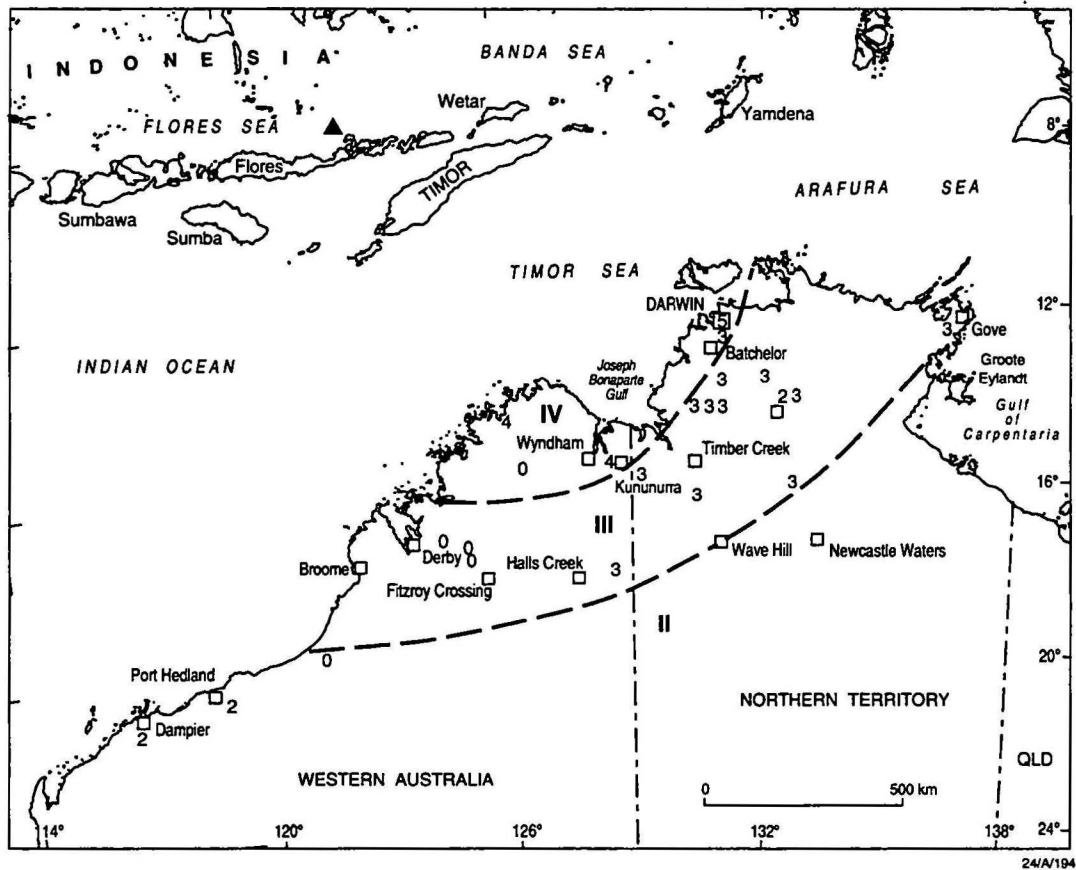 INDONESIA
BANDA SEA
FLORES SEA
Wetar
Yamdena
8°
Flores
TIMOR
Sumbawa
Sumba
ARAFURA SEA
TIMOR SEA
DARWIN
5
12°
3
3
Gove
INDIAN OCEAN
Batchelor
Joseph
Bonaparte
Gulf
Groote
Eylandt
Gulf
of
Carpentaria
3
3
3 3 3
2 3
IV
4
Wyndham
4
0
3
Kununurra
Timber Creek
3
3
16°
III
0
0
0
Derby
Broome
Halls Creek
3
Fitzroy Crossing
Wave Hill
Newcastle Waters
II
0
20°
Port Hedland
2
Dampier
2
NORTHERN TERRITORY
QLD
WESTERN AUSTRALIA
0
500 km
14°
120°
126°
132°
138°
24°
24/A/194